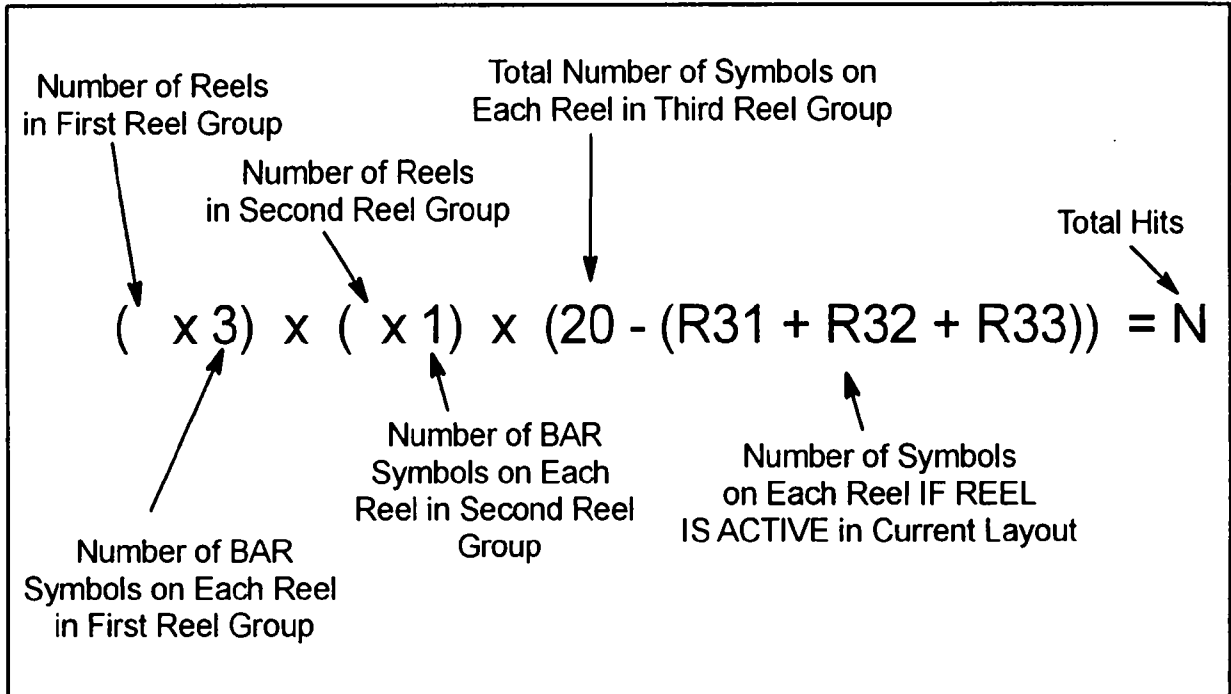 Number of Reels
in First Reel Group
Total Number of Symbols on
Each Reel in Third Reel Group
Number of Reels
in Second Reel Group
Total Hits
( x 3) x ( x 1) x (20 - (R31 + R32 + R33)) = N
Number of BAR
Symbols on Each
Reel in Second Reel
Group
Number of Symbols
on Each Reel IF REEL
IS ACTIVE in Current Layout
Number of BAR
Symbols on Each Reel
in First Reel Group